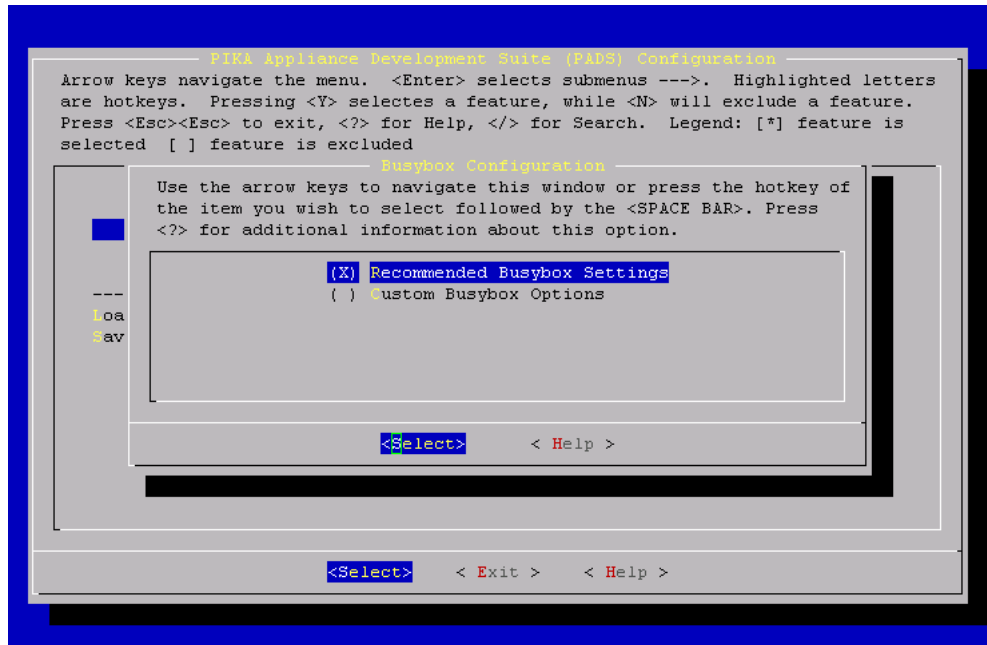 PIKA Appliance Development Suite (PADS) Configuration
Arrow keys navigate the menu. <Enter> selects submenus --->. Highlighted letters
are hotkeys. Pressing <Y> selectes a feature, while <N> will exclude a feature.
Press <Esc><Esc> to exit, <?> for Help, </> for Search. Legend: [*] feature is
selected [ ] feature is excluded
Busybox Configuration
Use the arrow keys to navigate this window or press the hotkey of
the item you wish to select followed by the <SPACE BAR>. Press
<?> for additional information about this option.
(X) Recommended Busybox Settings
( ) Custom Busybox Options
---
Loa
Sav
<Select> < Help >
<Select> < Exit > < Help >